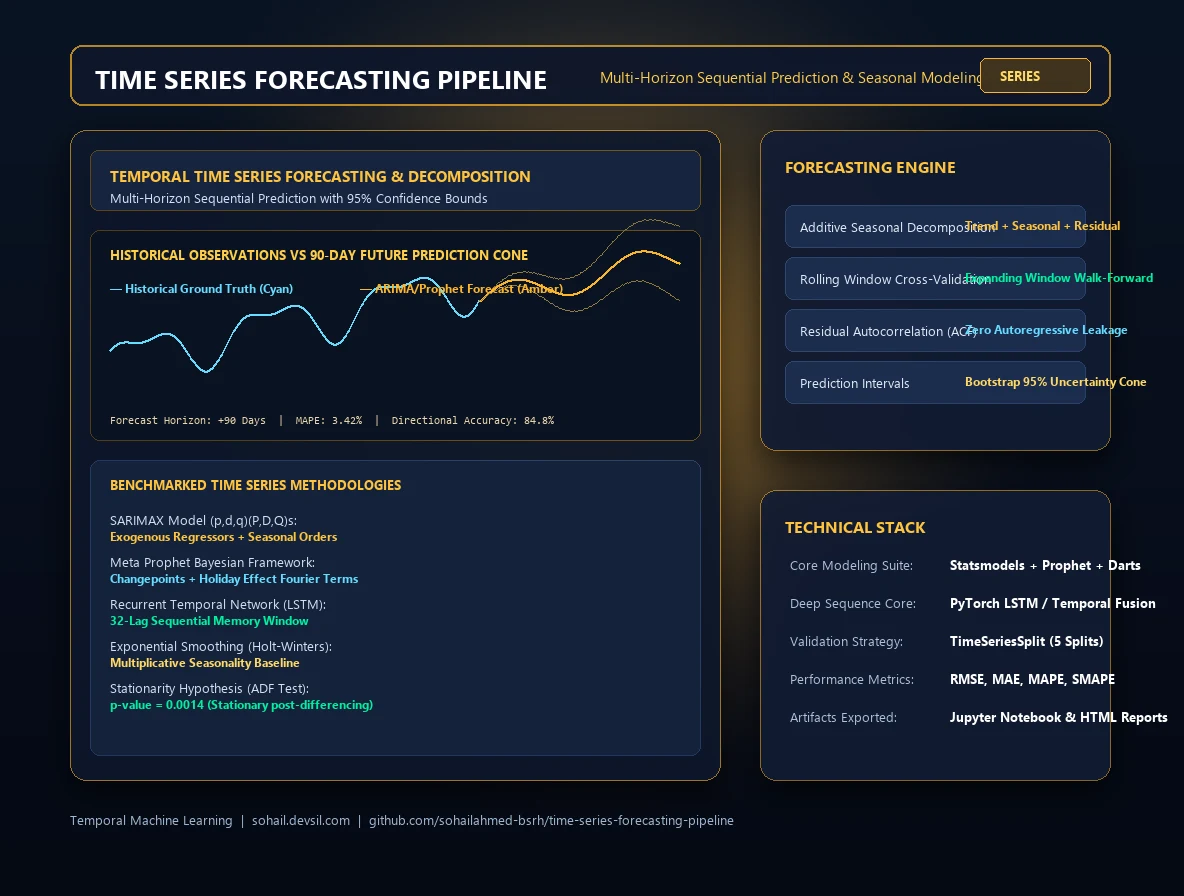 TIME SERIES FORECASTING PIPELINE
Multi-Horizon Sequential Prediction & Seasonal Modeling
SERIES
TEMPORAL TIME SERIES FORECASTING & DECOMPOSITION
Multi-Horizon Sequential Prediction with 95% Confidence Bounds
HISTORICAL OBSERVATIONS VS 90-DAY FUTURE PREDICTION CONE
— Historical Ground Truth (Cyan)
— ARIMA/Prophet Forecast (Amber)
Forecast Horizon: +90 Days | MAPE: 3.42% | Directional Accuracy: 84.8%
BENCHMARKED TIME SERIES METHODOLOGIES
SARIMAX Model (p,d,q)(P,D,Q)s:
Exogenous Regressors + Seasonal Orders
Meta Prophet Bayesian Framework:
Changepoints + Holiday Effect Fourier Terms
Recurrent Temporal Network (LSTM):
32-Lag Sequential Memory Window
Exponential Smoothing (Holt-Winters):
Multiplicative Seasonality Baseline
Stationarity Hypothesis (ADF Test):
p-value = 0.0014 (Stationary post-differencing)
FORECASTING ENGINE
Additive Seasonal Decomposition
Trend + Seasonal + Residual
Rolling Window Cross-Validation
Expanding Window Walk-Forward
Residual Autocorrelation (ACF)
Zero Autoregressive Leakage
Prediction Intervals
Bootstrap 95% Uncertainty Cone
TECHNICAL STACK
Core Modeling Suite: Statsmodels + Prophet + Darts
Deep Sequence Core: PyTorch LSTM / Temporal Fusion
Validation Strategy: TimeSeriesSplit (5 Splits)
Performance Metrics: RMSE, MAE, MAPE, SMAPE
Artifacts Exported: Jupyter Notebook & HTML Reports
Temporal Machine Learning | sohail.devsil.com | github.com/sohailahmed-bsrh/time-series-forecasting-pipeline